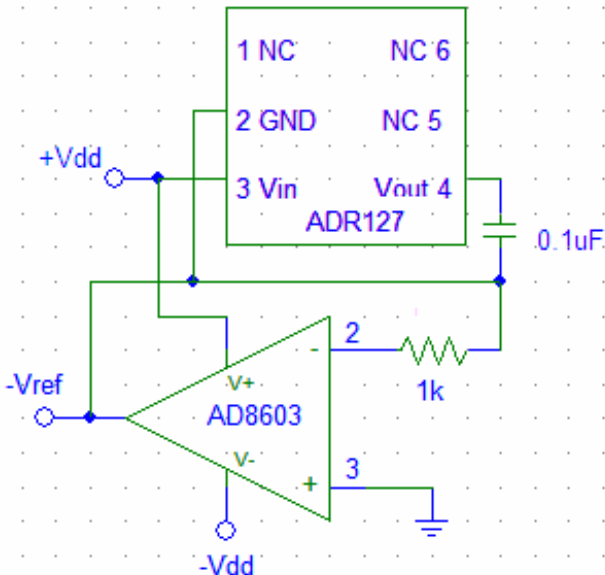 1 NC NC 6
2 GND NC 5
+Vdd
3 Vin Vout 4
ADR127
0.1uF
2
-
V+
1k
-Vref
AD8603
V-
3
+
-Vdd